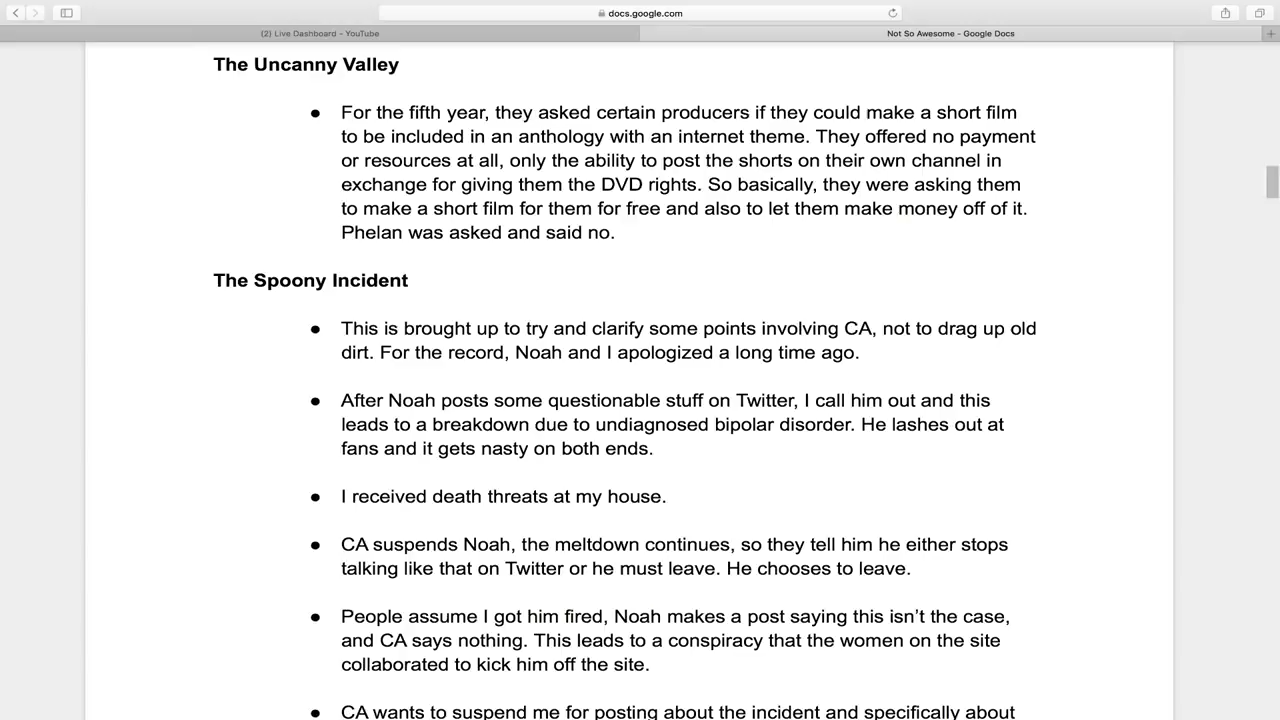 docs.google.com
(2) Live Dashboard - YouTube
Not So Awesome - Google Docs
The Uncanny Valley
● For the fifth year, they asked certain producers if they could make a short film
to be included in an anthology with an internet theme. They offered no payment
or resources at all, only the ability to post the shorts on their own channel in
exchange for giving them the DVD rights. So basically, they were asking them
to make a short film for them for free and also to let them make money off of it.
Phelan was asked and said no.
The Spoony Incident
● This is brought up to try and clarify some points involving CA, not to drag up old
dirt. For the record, Noah and I apologized a long time ago.
● After Noah posts some questionable stuff on Twitter, I call him out and this
leads to a breakdown due to undiagnosed bipolar disorder. He lashes out at
fans and it gets nasty on both ends.
● I received death threats at my house.
● CA suspends Noah, the meltdown continues, so they tell him he either stops
talking like that on Twitter or he must leave. He chooses to leave.
● People assume I got him fired, Noah makes a post saying this isn’t the case,
and CA says nothing. This leads to a conspiracy that the women on the site
collaborated to kick him off the site.
● CA wants to suspend me for posting about the incident and specifically about